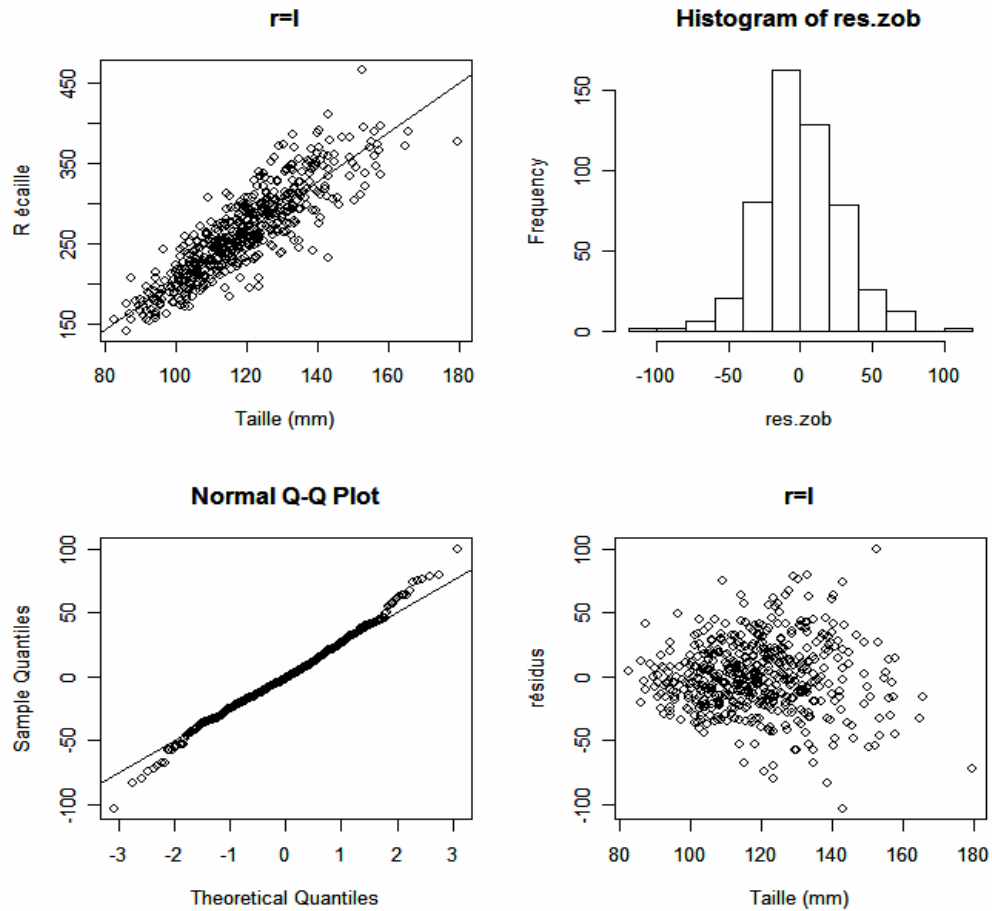 r=l
R écaille
450
350
250
150
80 100 120 140 160 180
Taille (mm)
Histogram of res.zob
Frequency
150
100
50
0
-100 -50 0 50 100
res.zob
Normal Q-Q Plot
Sample Quantiles
100
50
0
-50
-100
-3 -2 -1 0 1 2 3
Theoretical Quantiles
r=l
résidus
100
50
0
-50
-100
80 100 120 140 160 180
Taille (mm)